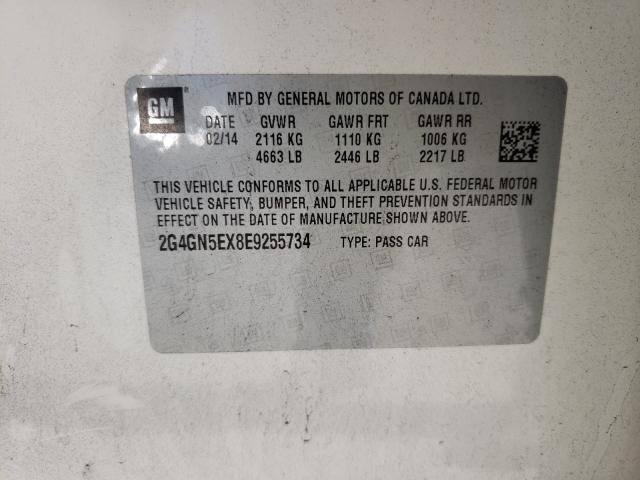 GM
MFD BY GENERAL MOTORS OF CANADA LTD.
DATE GVWR GAWR FRT GAWR RR
02/14 2116 KG 1110 KG 1006 KG
4663 LB 2446 LB 2217 LB
THIS VEHICLE CONFORMS TO ALL APPLICABLE U.S. FEDERAL MOTOR
VEHICLE SAFETY, BUMPER, AND THEFT PREVENTION STANDARDS IN
EFFECT ON THE DATE OF MANUFACTURE SHOWN ABOVE.
2G4GN5EX8E9255734 TYPE: PASS CAR